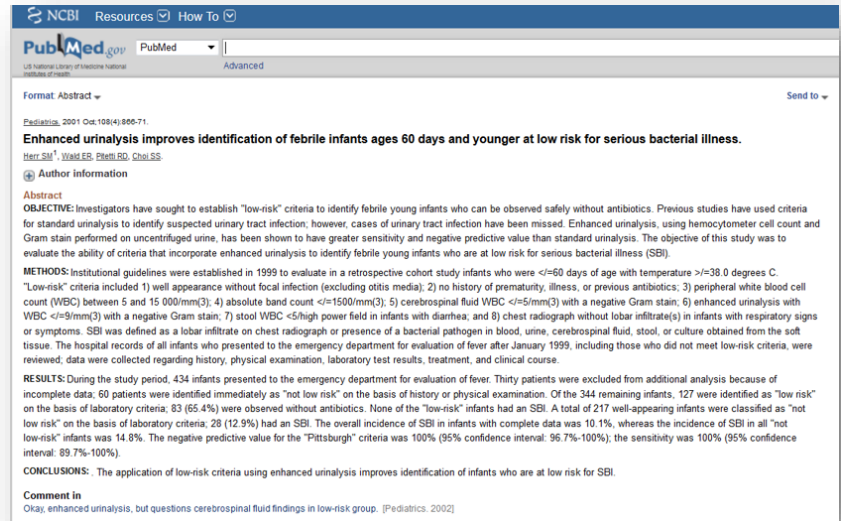 NCBI Resources How To
PubMed.gov PubMed
US National Library of Medicine National
Institutes of Health
Advanced
Format: Abstract Send to
Pediatrics. 2001 Oct;108(4):866-71.
Enhanced urinalysis improves identification of febrile infants ages 60 days and younger at low risk for serious bacterial illness.
Herr SM1, Wald ER, Pitetti RD, Choi SS.
Author information
Abstract
OBJECTIVE: Investigators have sought to establish "low-risk" criteria to identify febrile young infants who can be observed safely without antibiotics. Previous studies have used criteria
for standard urinalysis to identify suspected urinary tract infection; however, cases of urinary tract infection have been missed. Enhanced urinalysis, using hemocytometer cell count and
Gram stain performed on uncentrifuged urine, has been shown to have greater sensitivity and negative predictive value than standard urinalysis. The objective of this study was to
evaluate the ability of criteria that incorporate enhanced urinalysis to identify febrile young infants who are at low risk for serious bacterial illness (SBI).
METHODS: Institutional guidelines were established in 1999 to evaluate in a retrospective cohort study infants who were </=60 days of age with temperature >/=38.0 degrees C.
"Low-risk" criteria included 1) well appearance without focal infection (excluding otitis media); 2) no history of prematurity, illness, or previous antibiotics; 3) peripheral white blood cell
count (WBC) between 5 and 15 000/mm(3); 4) absolute band count </=1500/mm(3); 5) cerebrospinal fluid WBC </=5/mm(3) with a negative Gram stain; 6) enhanced urinalysis with
WBC </=9/mm(3) with a negative Gram stain; 7) stool WBC <5/high power field in infants with diarrhea; and 8) chest radiograph without lobar infiltrate(s) in infants with respiratory signs
or symptoms. SBI was defined as a lobar infiltrate on chest radiograph or presence of a bacterial pathogen in blood, urine, cerebrospinal fluid, stool, or culture obtained from the soft
tissue. The hospital records of all infants who presented to the emergency department for evaluation of fever after January 1999, including those who did not meet low-risk criteria, were
reviewed; data were collected regarding history, physical examination, laboratory test results, treatment, and clinical course.
RESULTS: During the study period, 434 infants presented to the emergency department for evaluation of fever. Thirty patients were excluded from additional analysis because of
incomplete data; 60 patients were identified immediately as "not low risk" on the basis of history or physical examination. Of the 344 remaining infants, 127 were identified as "low risk"
on the basis of laboratory criteria; 83 (65.4%) were observed without antibiotics. None of the "low-risk" infants had an SBI. A total of 217 well-appearing infants were classified as "not
low risk" on the basis of laboratory criteria; 28 (12.9%) had an SBI. The overall incidence of SBI in infants with complete data was 10.1%, whereas the incidence of SBI in all "not
low-risk" infants was 14.8%. The negative predictive value for the "Pittsburgh" criteria was 100% (95% confidence interval: 96.7%-100%); the sensitivity was 100% (95% confidence
interval: 89.7%-100%).
CONCLUSIONS: . The application of low-risk criteria using enhanced urinalysis improves identification of infants who are at low risk for SBI.
Comment in
Okay, enhanced urinalysis, but questions cerebrospinal fluid findings in low-risk group. [Pediatrics. 2002]